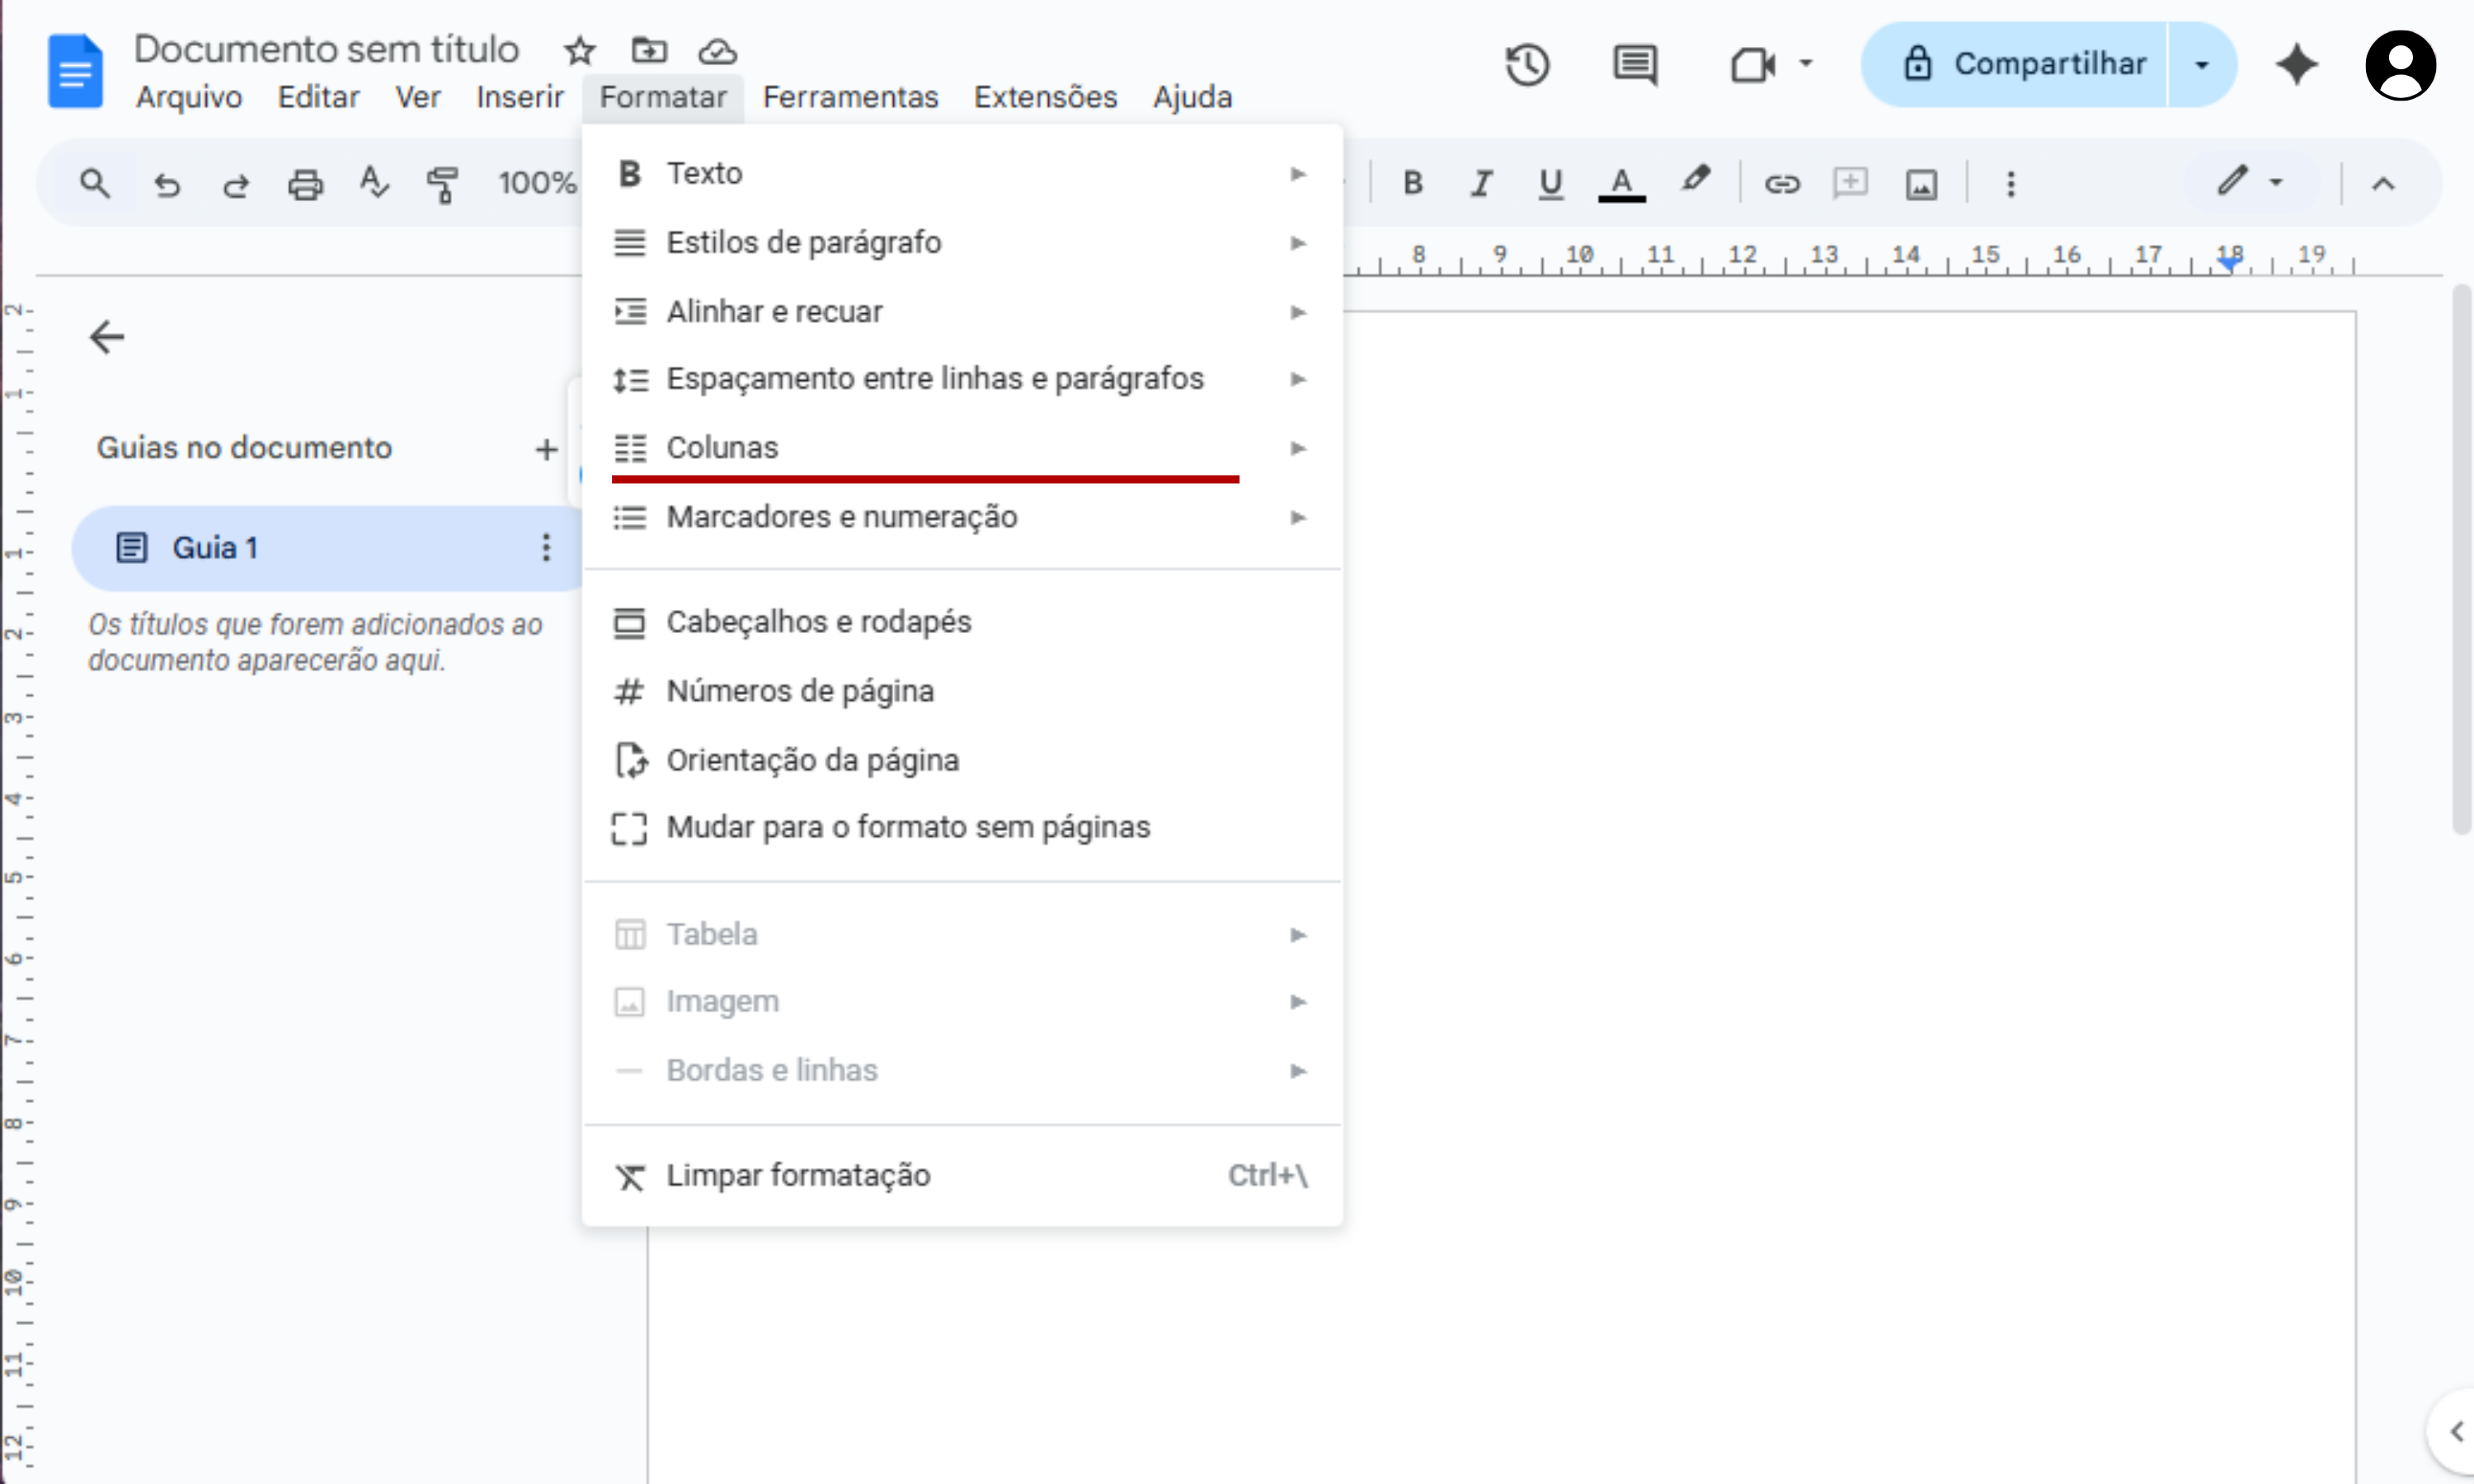 Documento sem título
Compartilhar
Arquivo Editar Ver Inserir Formatar Ferramentas Extensões Ajuda
100%
B I U A
8 9 10 11 12 13 14 15 16 17 18 19
B Texto
Estilos de parágrafo
Alinhar e recuar
Espaçamento entre linhas e parágrafos
Colunas
Marcadores e numeração
Cabeçalhos e rodapés
# Números de página
Orientação da página
Mudar para o formato sem páginas
Tabela
Imagem
Bordas e linhas
Limpar formatação Ctrl+\
Guias no documento +
Guia 1
Os títulos que forem adicionados ao
documento aparecerão aqui.
2
1
1
2
3
4
5
6
7
8
9
10
11
12